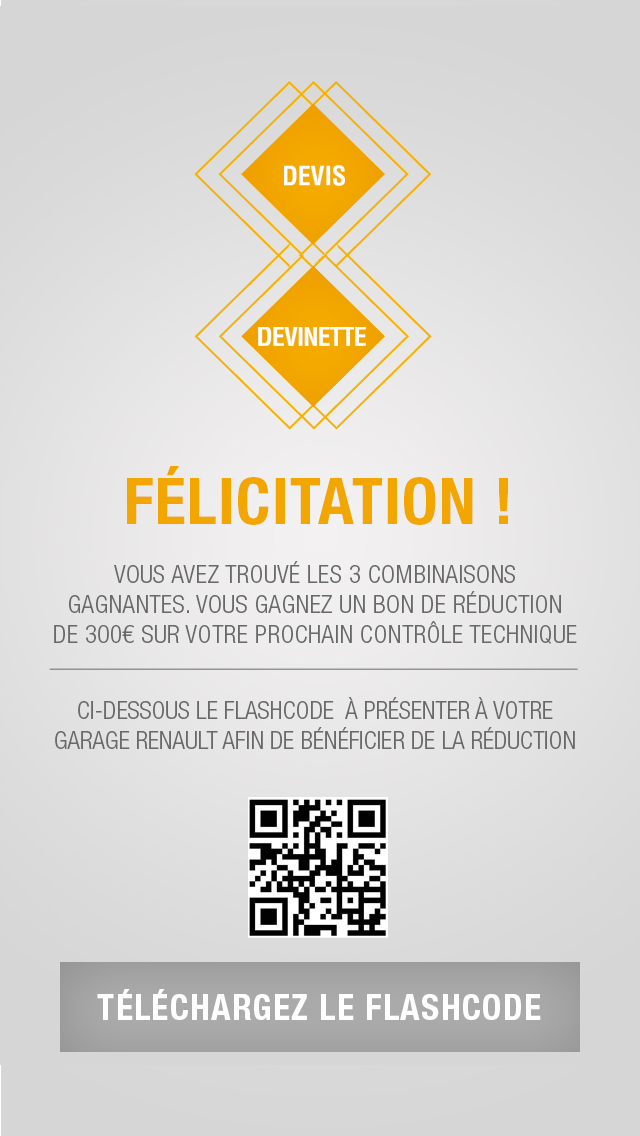 DEVIS
DEVINETTE
FÉLICITATION !
VOUS AVEZ TROUVÉ LES 3 COMBINAISONS
GAGNANTES. VOUS GAGNEZ UN BON DE RÉDUCTION
DE 300€ SUR VOTRE PROCHAIN CONTRÔLE TECHNIQUE
CI-DESSOUS LE FLASHCODE À PRÉSENTER À VOTRE
GARAGE RENAULT AFIN DE BÉNÉFICIER DE LA RÉDUCTION
TÉLÉCHARGEZ LE FLASHCODE